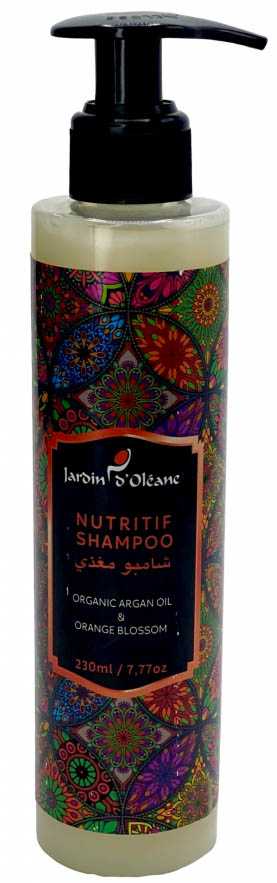 Jardin d'Oléane
NUTRITIF
SHAMPOO
شامبو مغذي
ORGANIC ARGAN OIL
&
ORANGE BLOSSOM
230ml / 7,77oz